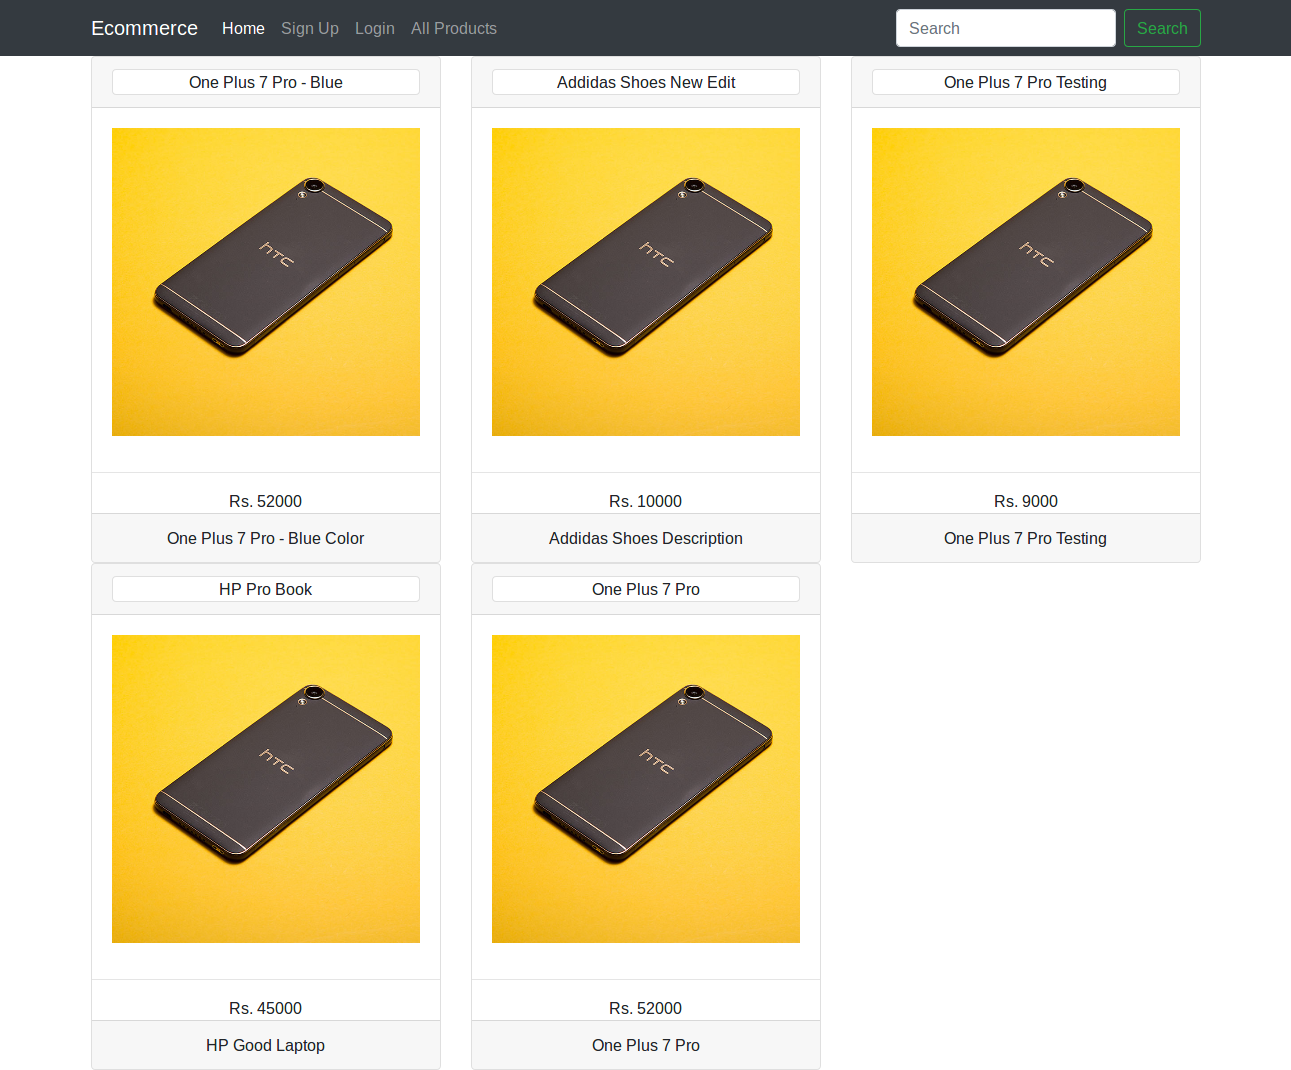 Ecommerce Home Sign Up Login All Products Search Search
One Plus 7 Pro - Blue
hTC
Rs. 52000
One Plus 7 Pro - Blue Color
Addidas Shoes New Edit
hTC
Rs. 10000
Addidas Shoes Description
One Plus 7 Pro Testing
hTC
Rs. 9000
One Plus 7 Pro Testing
HP Pro Book
hTC
Rs. 45000
HP Good Laptop
One Plus 7 Pro
hTC
Rs. 52000
One Plus 7 Pro